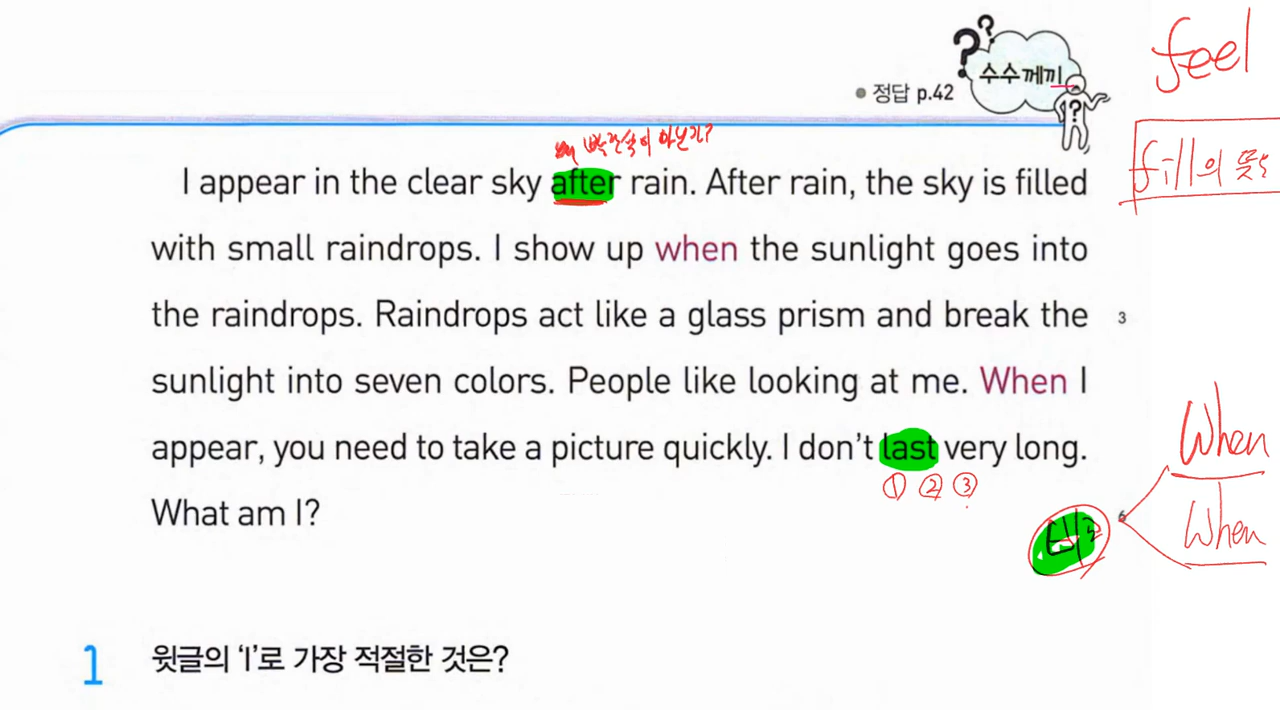 ? ?
수수께끼
feel
● 정답 p.42
?
fill의 뜻
I appear in the clear sky after rain. After rain, the sky is filled
with small raindrops. I show up when the sunlight goes into
the raindrops. Raindrops act like a glass prism and break the
3
sunlight into seven colors. People like looking at me. When I
appear, you need to take a picture quickly. I don’t last very long.
When
① ② ③
What am I?
6
비교
When
1 윗글의 ‘I’로 가장 적절한 것은?